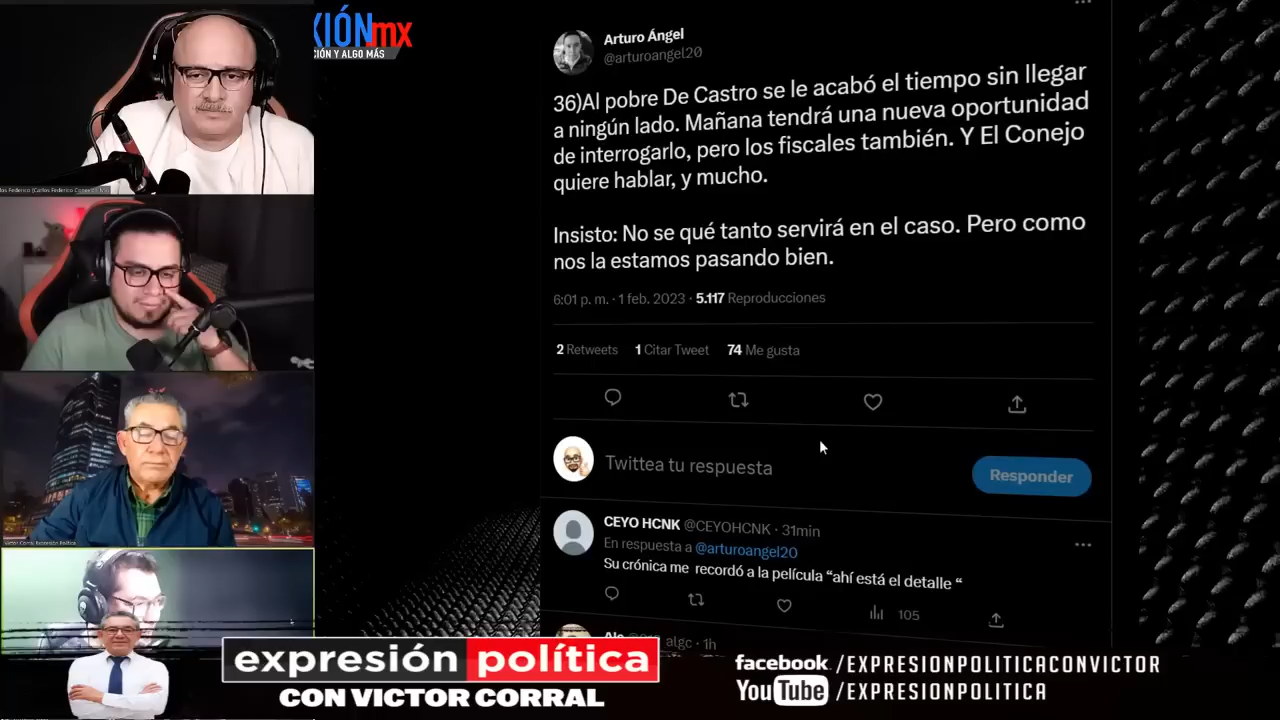 XIÓNmx
CIÓN Y ALGO MÁS
Arturo Ángel
@arturoangel20
36)Al pobre De Castro se le acabó el tiempo sin llegar
a ningún lado. Mañana tendrá una nueva oportunidad
de interrogarlo, pero los fiscales también. Y El Conejo
quiere hablar, y mucho.
Insisto: No se qué tanto servirá en el caso. Pero como
nos la estamos pasando bien.
6:01 p. m. · 1 feb. 2023 · 5.117 Reproducciones
2 Retweets 1 Citar Tweet 74 Me gusta
Twittea tu respuesta
Responder
CEYO HCNK @CEYOHCNK · 31min
En respuesta a @arturoangel20
Su crónica me recordó a la película “ahí está el detalle “
105
algc · 1h
expresión política
CON VICTOR CORRAL
facebook /EXPRESIONPOLITICACONVICTOR
YouTube /EXPRESIONPOLITICA